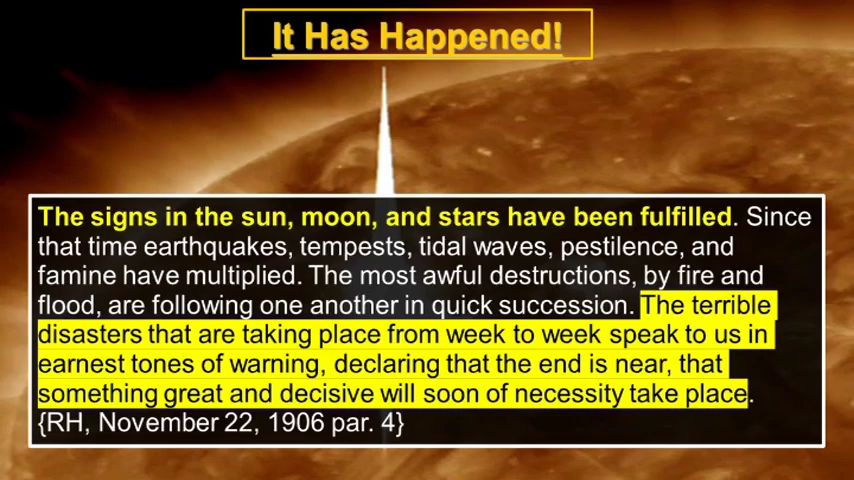 It Has Happened!
The signs in the sun, moon, and stars have been fulfilled. Since
that time earthquakes, tempests, tidal waves, pestilence, and
famine have multiplied. The most awful destructions, by fire and
flood, are following one another in quick succession. The terrible
disasters that are taking place from week to week speak to us in
earnest tones of warning, declaring that the end is near, that
something great and decisive will soon of necessity take place.
{RH, November 22, 1906 par. 4}